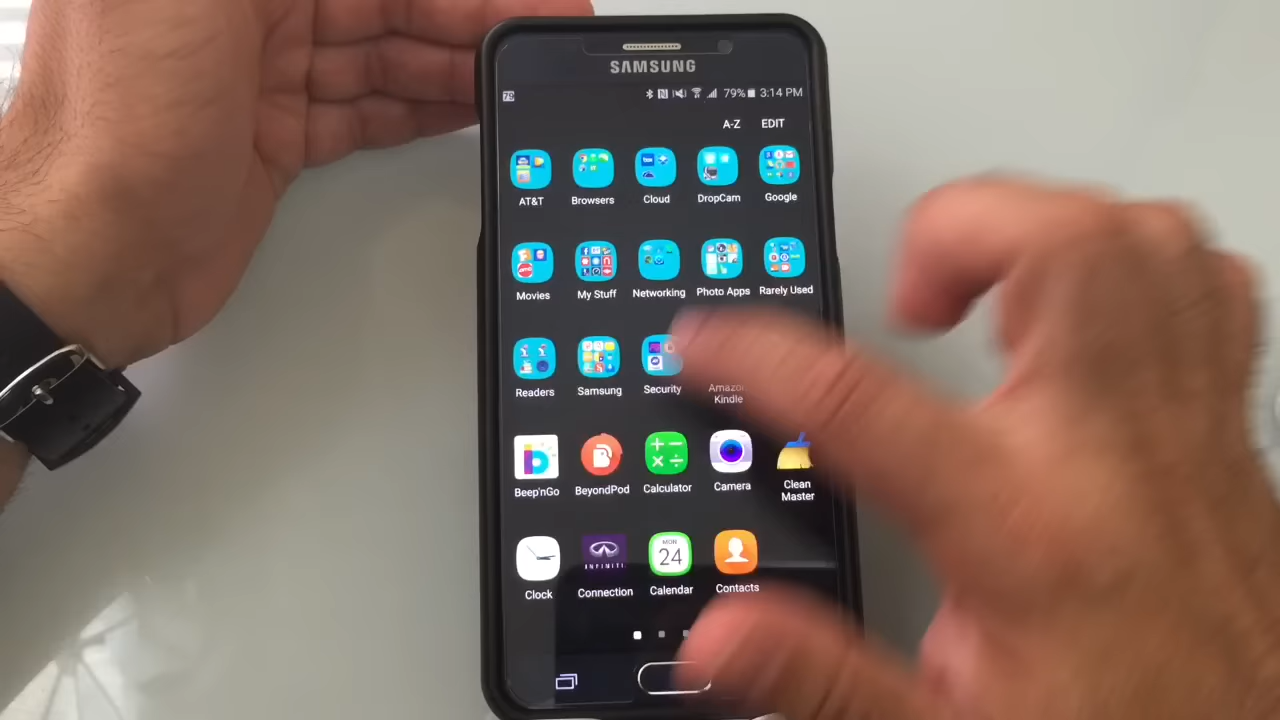 SAMSUNG
79
79% 3:14 PM
A-Z EDIT
AT&T Browsers Cloud DropCam Google
Movies My Stuff Networking Photo Apps Rarely Used
Readers Samsung Security Amazon
Kindle
Beep'nGo BeyondPod Calculator Camera Clean
Master
INFINITI
MON
24
Clock Connection Calendar Contacts